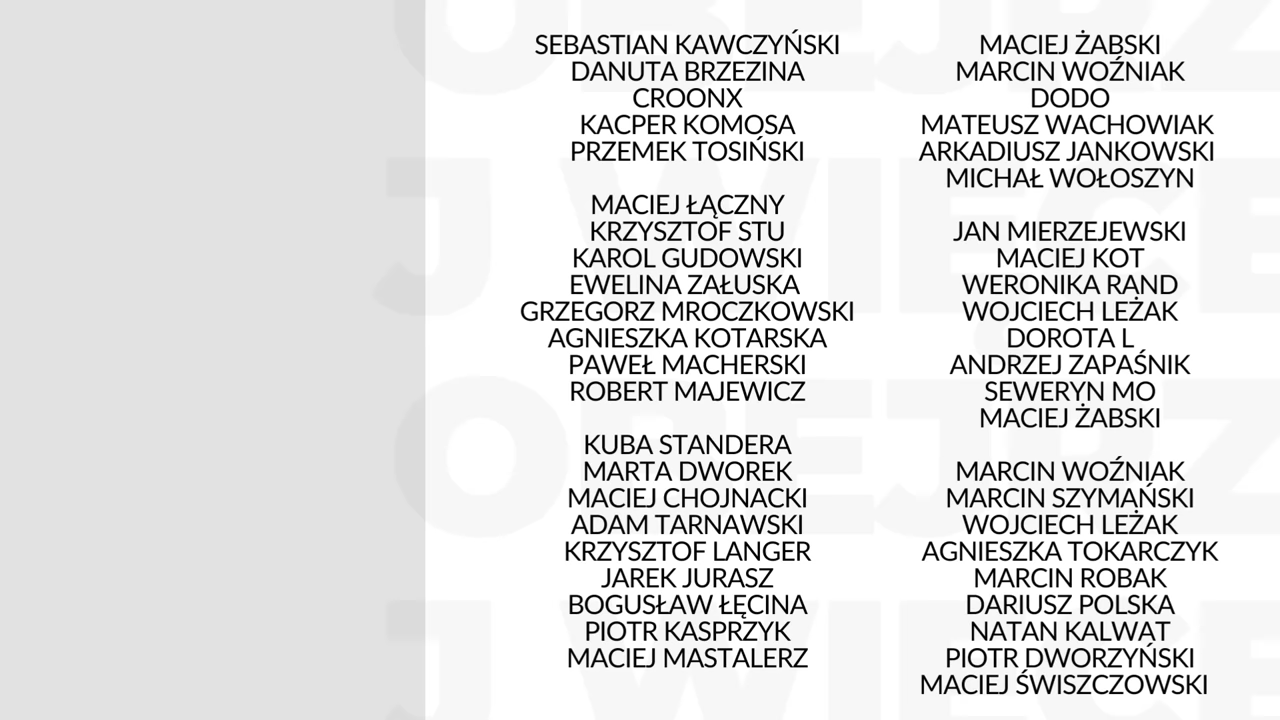 SEBASTIAN KAWCZYŃSKI
DANUTA BRZEZINA
CROONX
KACPER KOMOSA
PRZEMEK TOSIŃSKI
MACIEJ ŁĄCZNY
KRZYSZTOF STU
KAROL GUDOWSKI
EWELINA ZAŁUSKA
GRZEGORZ MROCZKOWSKI
AGNIESZKA KOTARSKA
PAWEŁ MACHERSKI
ROBERT MAJEWICZ
KUBA STANDERA
MARTA DWOREK
MACIEJ CHOJNACKI
ADAM TARNAWSKI
KRZYSZTOF LANGER
JAREK JURASZ
BOGUSŁAW ŁĘCINA
PIOTR KASPRZYK
MACIEJ MASTALERZ
MACIEJ ŻABSKI
MARCIN WOŹNIAK
DODO
MATEUSZ WACHOWIAK
ARKADIUSZ JANKOWSKI
MICHAŁ WOŁOSZYN
JAN MIERZEJEWSKI
MACIEJ KOT
WERONIKA RAND
WOJCIECH LEŻAK
DOROTA L
ANDRZEJ ZAPAŚNIK
SEWERYN MO
MACIEJ ŻABSKI
MARCIN WOŹNIAK
MARCIN SZYMAŃSKI
WOJCIECH LEŻAK
AGNIESZKA TOKARCZYK
MARCIN ROBAK
DARIUSZ POLSKA
NATAN KALWAT
PIOTR DWORZYŃSKI
MACIEJ ŚWISZCZOWSKI